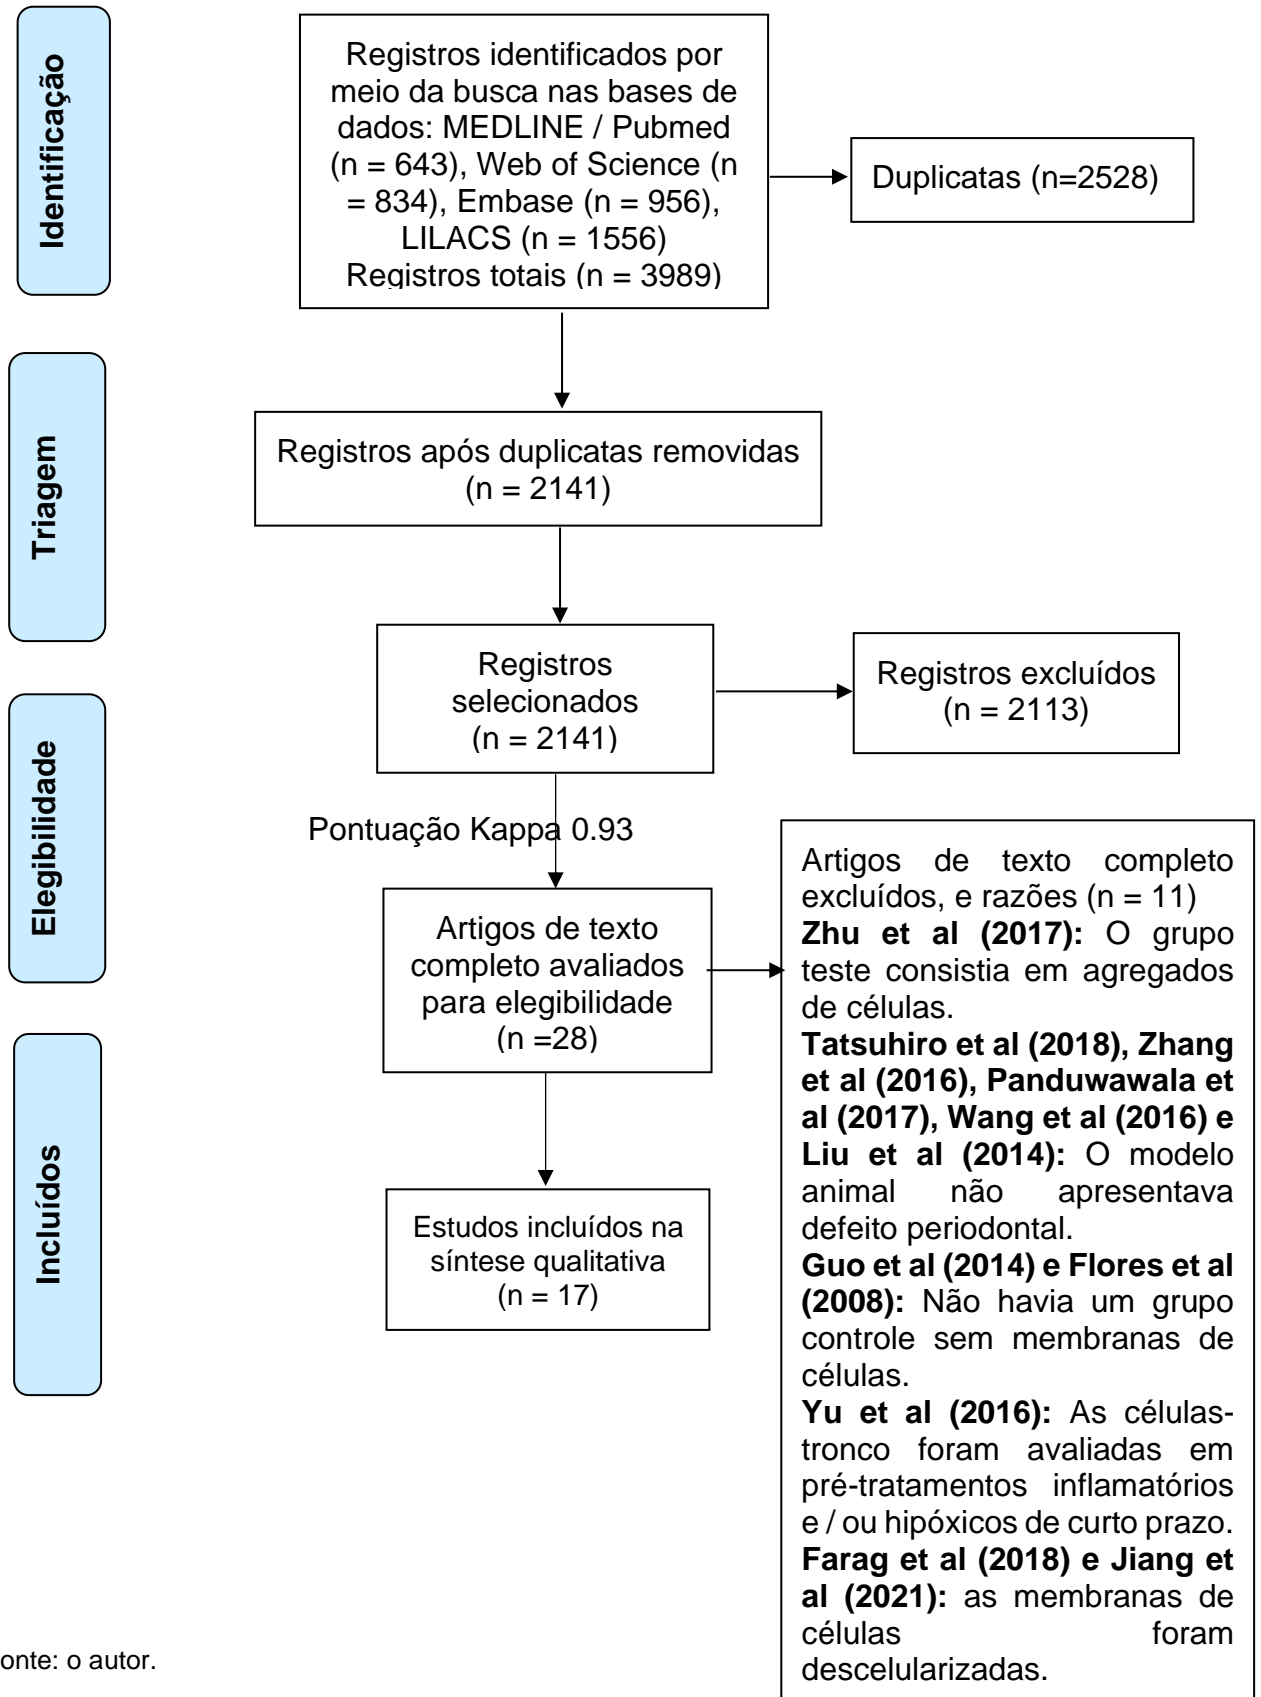 Identificação
Registros identificados por
meio da busca nas bases de
dados: MEDLINE / Pubmed
(n = 643), Web of Science (n
= 834), Embase (n = 956),
LILACS (n = 1556)
Registros totais (n = 3989)
Duplicatas (n=2528)
Triagem
Registros após duplicatas removidas
(n = 2141)
Registros
selecionados
(n = 2141)
Registros excluídos
(n = 2113)
Elegibilidade
Pontuação Kappa 0.93
Artigos de texto
completo avaliados
para elegibilidade
(n =28)
Artigos de texto completo
excluídos, e razões (n = 11)
Zhu et al (2017): O grupo
teste consistia em agregados
de células.
Tatsuhiro et al (2018), Zhang
et al (2016), Panduwawala et
al (2017), Wang et al (2016) e
Liu et al (2014): O modelo
animal não apresentava
defeito periodontal.
Guo et al (2014) e Flores et al
(2008): Não havia um grupo
controle sem membranas de
células.
Yu et al (2016): As células-
tronco foram avaliadas em
pré-tratamentos inflamatórios
e / ou hipóxicos de curto prazo.
Farag et al (2018) e Jiang et
al (2021): as membranas de
células foram
descelularizadas.
Incluídos
Estudos incluídos na
síntese qualitativa
(n = 17)
onte: o autor.